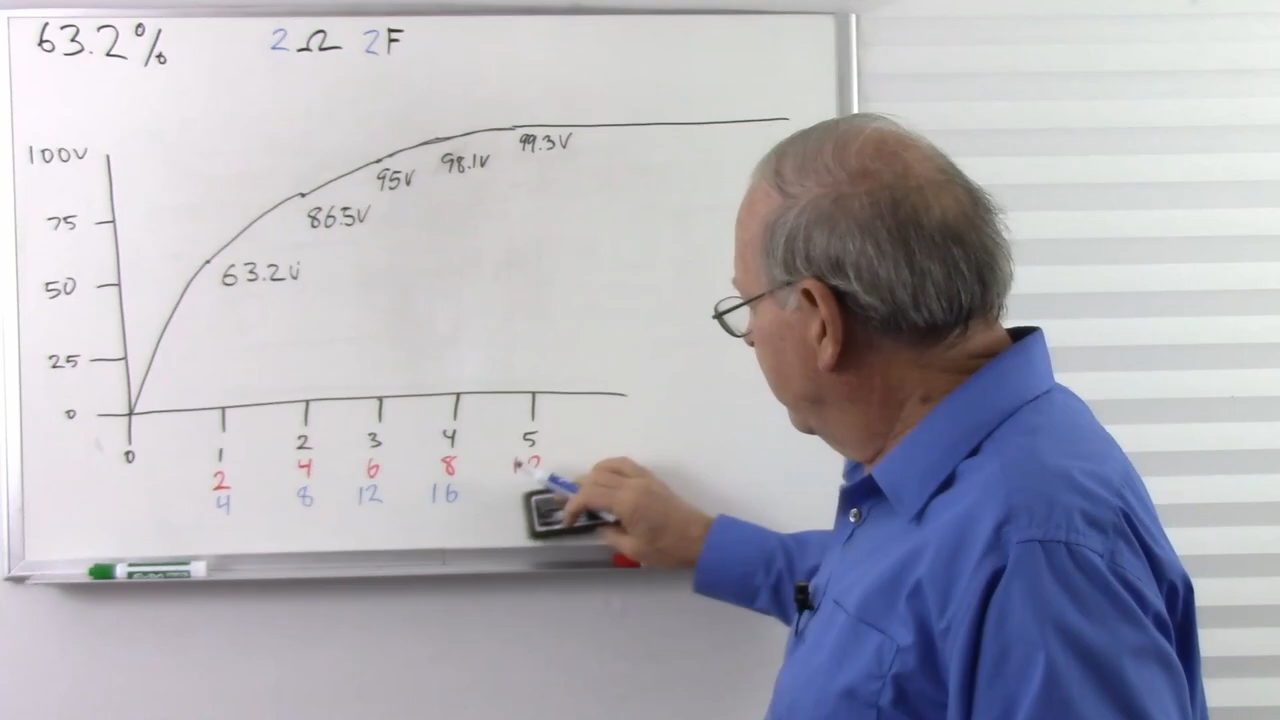 63.2% 2Ω 2F
100V
99.3V
98.1V
95V
75
86.5V
63.2V
50
25
0
0 1 2 3 4 5
2 4 6 8
4 8 12 16